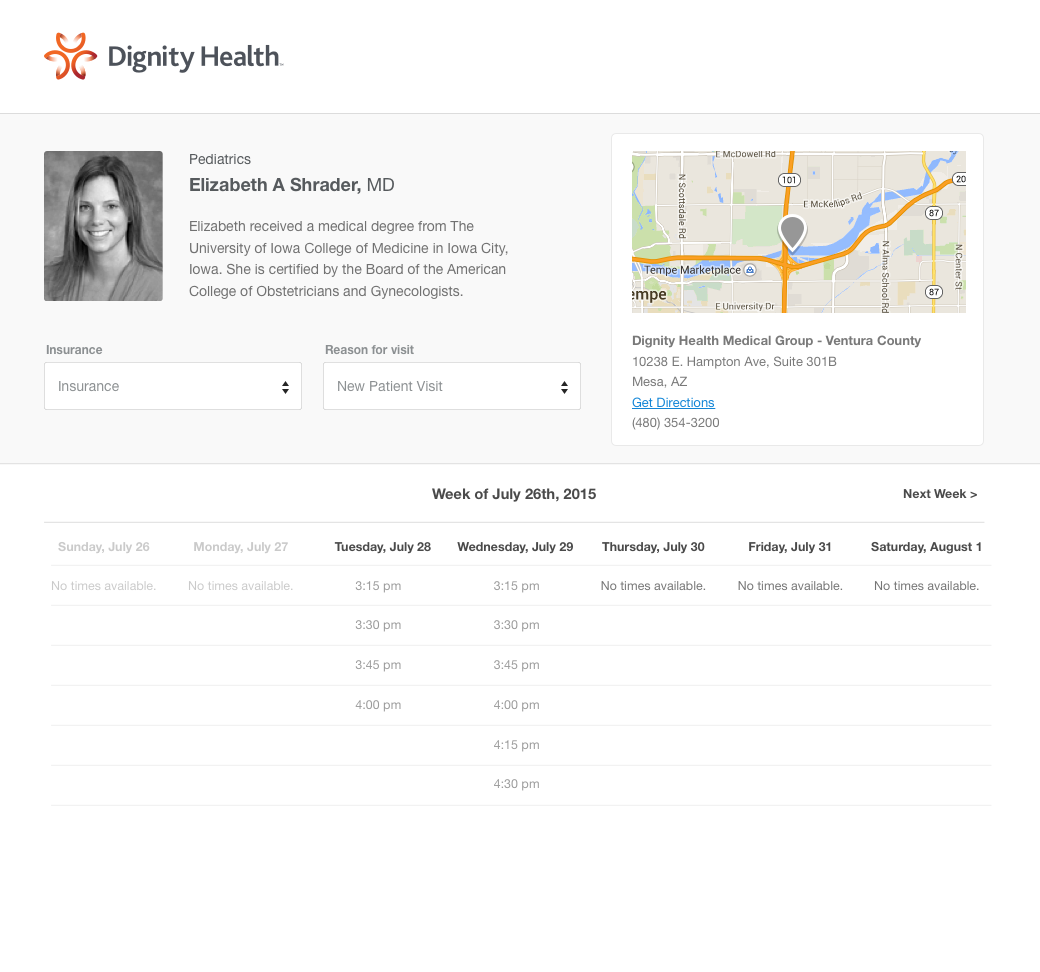 Dignity Health™
Pediatrics
Elizabeth A Shrader, MD
Elizabeth received a medical degree from The
University of Iowa College of Medicine in Iowa City,
Iowa. She is certified by the Board of the American
College of Obstetricians and Gynecologists.
Insurance
Reason for visit
Insurance
New Patient Visit
E McDowell Rd
N Scottsdale Rd
101
20
E McKellips Rd
87
N Alma School Rd
N Center St
Tempe Marketplace
empe
87
E University Dr
Dignity Health Medical Group - Ventura County
10238 E. Hampton Ave, Suite 301B
Mesa, AZ
Get Directions
(480) 354-3200
Week of July 26th, 2015
Next Week >
Sunday, July 26 Monday, July 27 Tuesday, July 28 Wednesday, July 29 Thursday, July 30 Friday, July 31 Saturday, August 1
No times available. No times available. 3:15 pm 3:15 pm No times available. No times available. No times available.
3:30 pm 3:30 pm
3:45 pm 3:45 pm
4:00 pm 4:00 pm
4:15 pm
4:30 pm